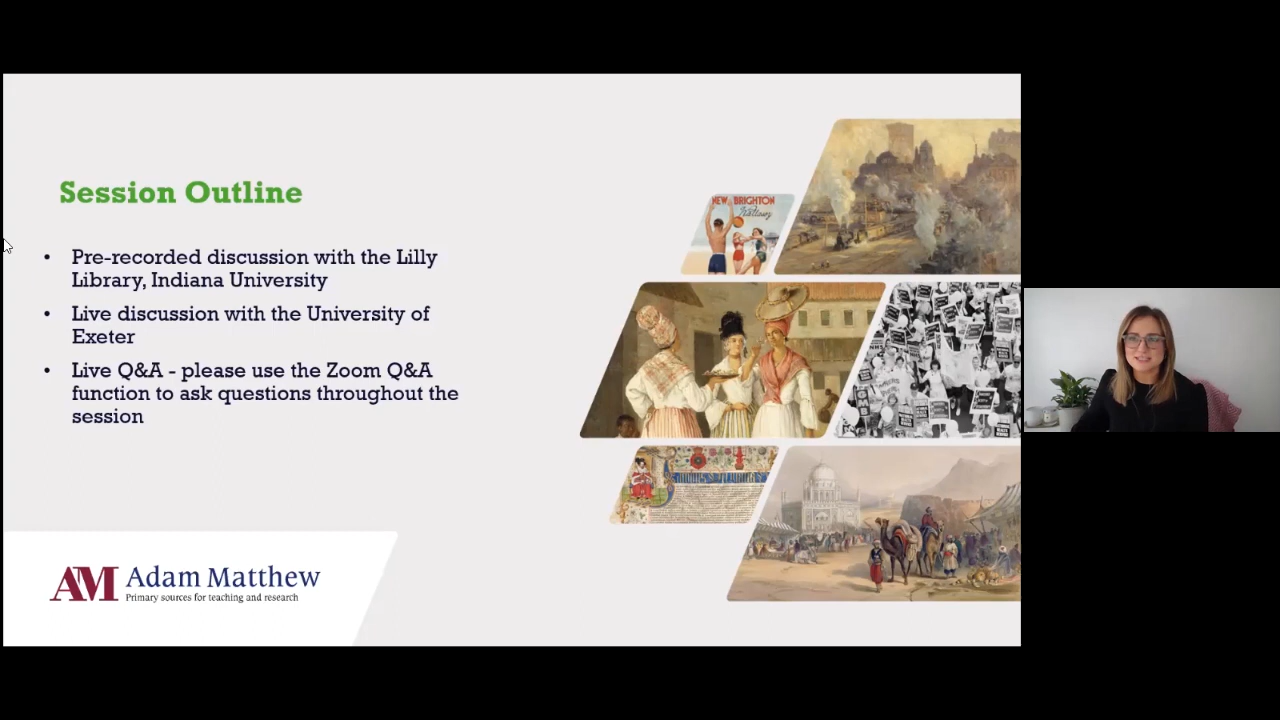 Session Outline
• Pre-recorded discussion with the Lilly
Library, Indiana University
• Live discussion with the University of
Exeter
• Live Q&A - please use the Zoom Q&A
function to ask questions throughout the
session
NEW BRIGHTON
AM Adam Matthew
Primary sources for teaching and research